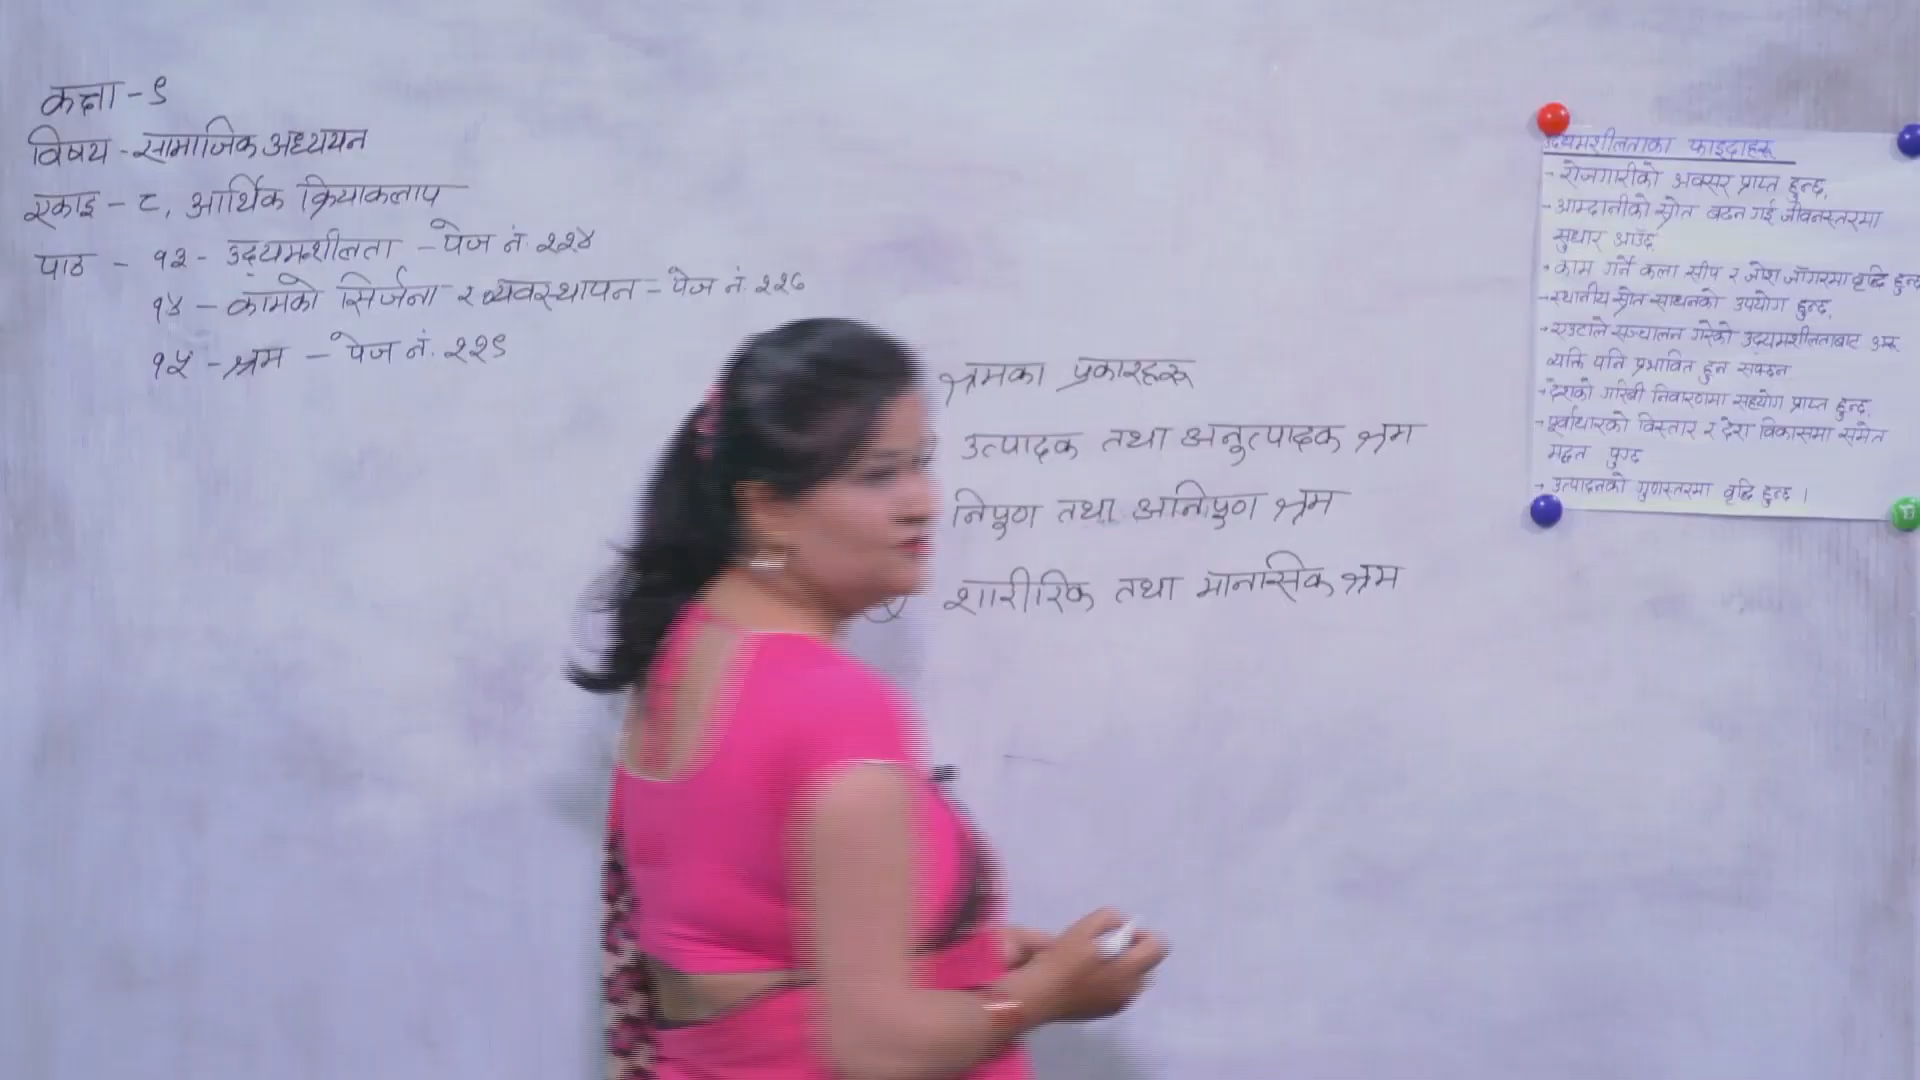 कक्षा - ९
विषय - सामाजिक अध्ययन
एकाइ - ८, आर्थिक क्रियाकलाप
पाठ - १३ - उद्यमशीलता - पेज नं. २२४
१४ - कामको सिर्जना र व्यवस्थापन - पेज नं. २२७
१५ - श्रम - पेज नं. २२९
श्रमका प्रकारहरू
उत्पादक तथा अनुत्पादक श्रम
निपुण तथा अनिपुण श्रम
शारीरिक तथा मानसिक श्रम
उद्यमशीलताका फाइदाहरू
- रोजगारीको अवसर प्राप्त हुन्छ,
- आम्दानीको स्रोत बढ्न गई जीवनस्तरमा
सुधार आउँछ
- काम गर्ने कला सीप र जोश जाँगरमा वृद्धि हुन्छ
- स्थानीय स्रोत साधनको उपयोग हुन्छ,
- एउटाले सञ्चालन गरेको उद्यमशीलताबाट अरू
व्यक्ति पनि प्रभावित हुन सक्छन
- देशको गरिबी निवारणमा सहयोग प्राप्त हुन्छ,
- पूर्वाधारको विस्तार र देश विकासमा समेत
मद्दत पुग्छ
- उत्पादनको गुणस्तरमा वृद्धि हुन्छ ।